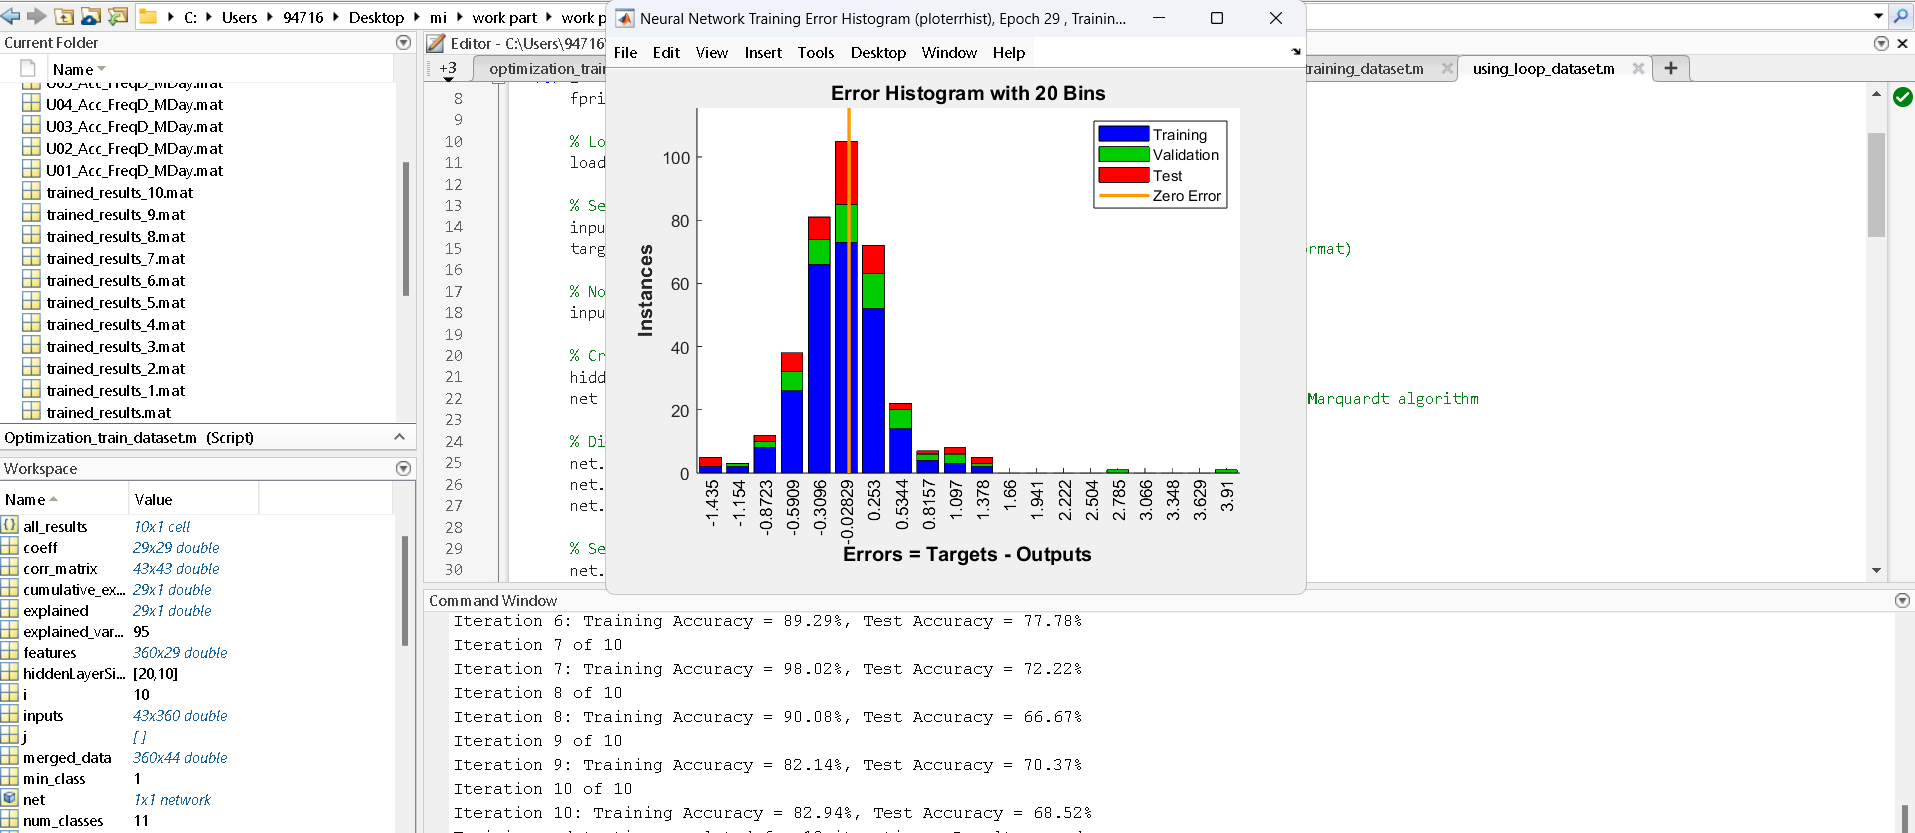 C: Users 94716 Desktop mi work part work p
Current Folder
Name
U05_Acc_FreqD_MDay.mat
U04_Acc_FreqD_MDay.mat
U03_Acc_FreqD_MDay.mat
U02_Acc_FreqD_MDay.mat
U01_Acc_FreqD_MDay.mat
trained_results_10.mat
trained_results_9.mat
trained_results_8.mat
trained_results_7.mat
trained_results_6.mat
trained_results_5.mat
trained_results_4.mat
trained_results_3.mat
trained_results_2.mat
trained_results_1.mat
trained_results.mat
Optimization_train_dataset.m (Script)
Workspace
Name Value
all_results 10x1 cell
coeff 29x29 double
corr_matrix 43x43 double
cumulative_ex... 29x1 double
explained 29x1 double
explained_var... 95
features 360x29 double
hiddenLayerSi... [20,10]
i 10
inputs 43x360 double
j []
merged_data 360x44 double
min_class 1
net 1x1 network
num_classes 11
Editor - C:\Users\94716
+3 optimization_trai
raining_dataset.m using_loop_dataset.m +
8 fpri
9
10 % Lo
11 load
12
13 % Se
14 inpu
15 targ rmat)
16
17 % No
18 inpu
19
20 % Cr
21 hidd
22 net Marquardt algorithm
23
24 % Di
25 net.
26 net.
27 net.
28
29 % Se
30 net.
Neural Network Training Error Histogram (ploterrhist), Epoch 29 , Trainin...
File Edit View Insert Tools Desktop Window Help
Error Histogram with 20 Bins
Training
Validation
Test
Zero Error
Instances
100
80
60
40
20
0
-1.435 -1.154 -0.8723 -0.5909 -0.3096 -0.02829 0.253 0.5344 0.8157 1.097 1.378 1.66 1.941 2.222 2.504 2.785 3.066 3.348 3.629 3.91
Errors = Targets - Outputs
Command Window
Iteration 6: Training Accuracy = 89.29%, Test Accuracy = 77.78%
Iteration 7 of 10
Iteration 7: Training Accuracy = 98.02%, Test Accuracy = 72.22%
Iteration 8 of 10
Iteration 8: Training Accuracy = 90.08%, Test Accuracy = 66.67%
Iteration 9 of 10
Iteration 9: Training Accuracy = 82.14%, Test Accuracy = 70.37%
Iteration 10 of 10
Iteration 10: Training Accuracy = 82.94%, Test Accuracy = 68.52%